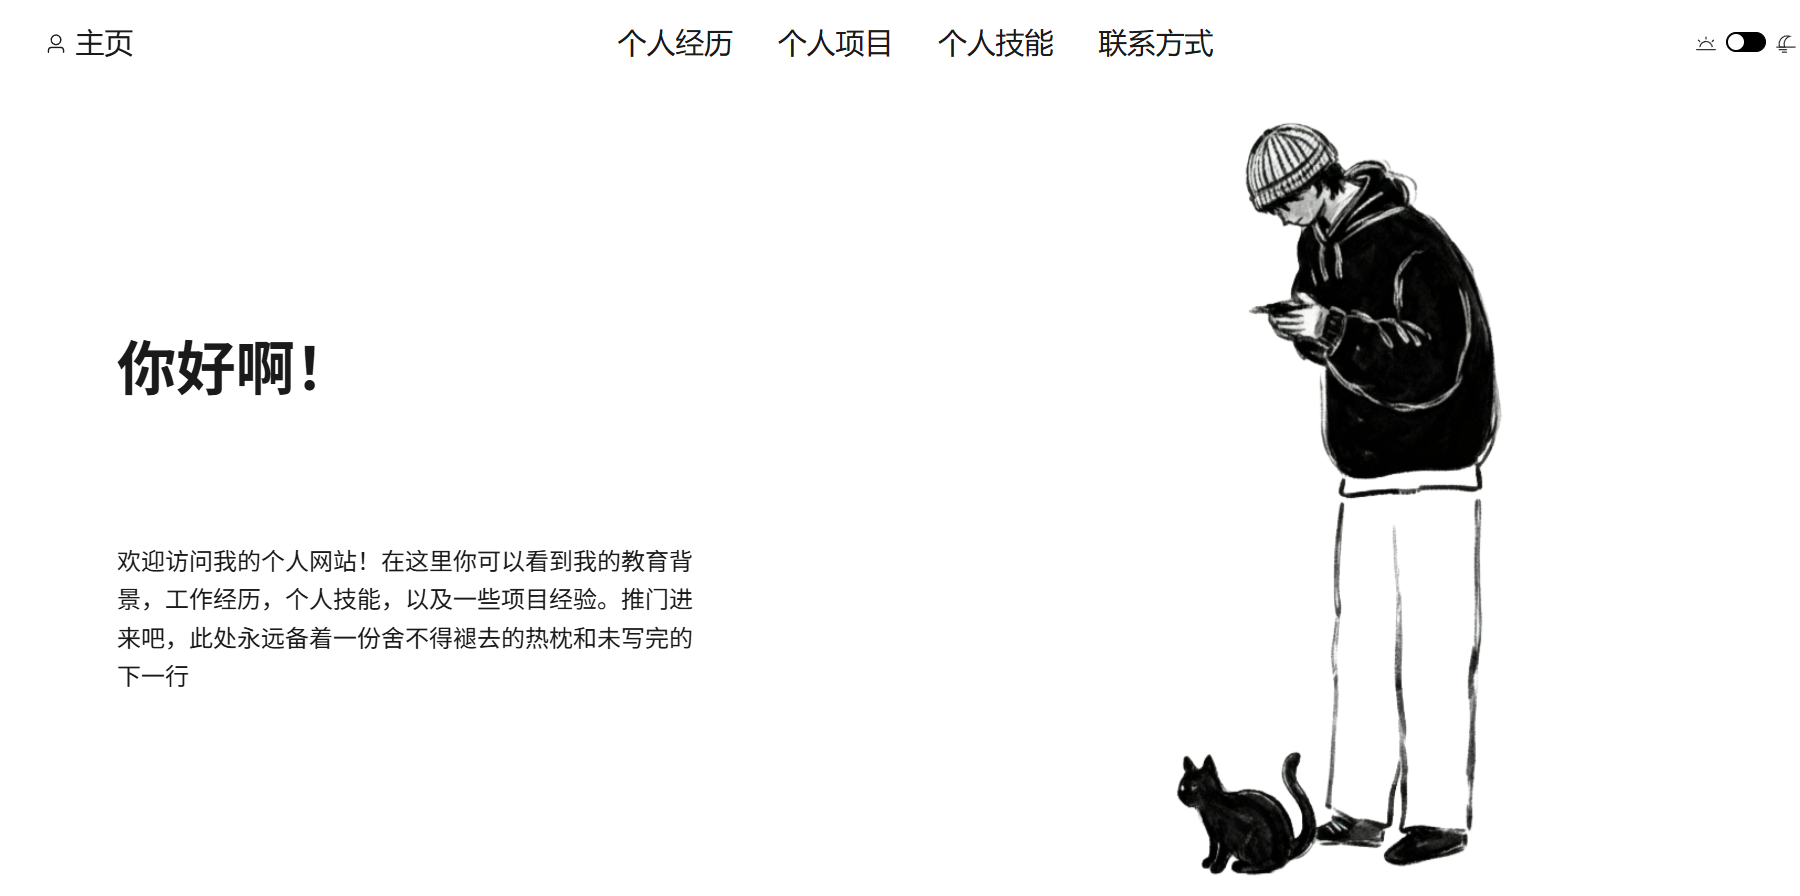 主页
个人经历 个人项目 个人技能 联系方式
你好啊！
欢迎访问我的个人网站！在这里你可以看到我的教育背
景，工作经历，个人技能，以及一些项目经验。推门进
来吧，此处永远备着一份舍不得褪去的热枕和未写完的
下一行